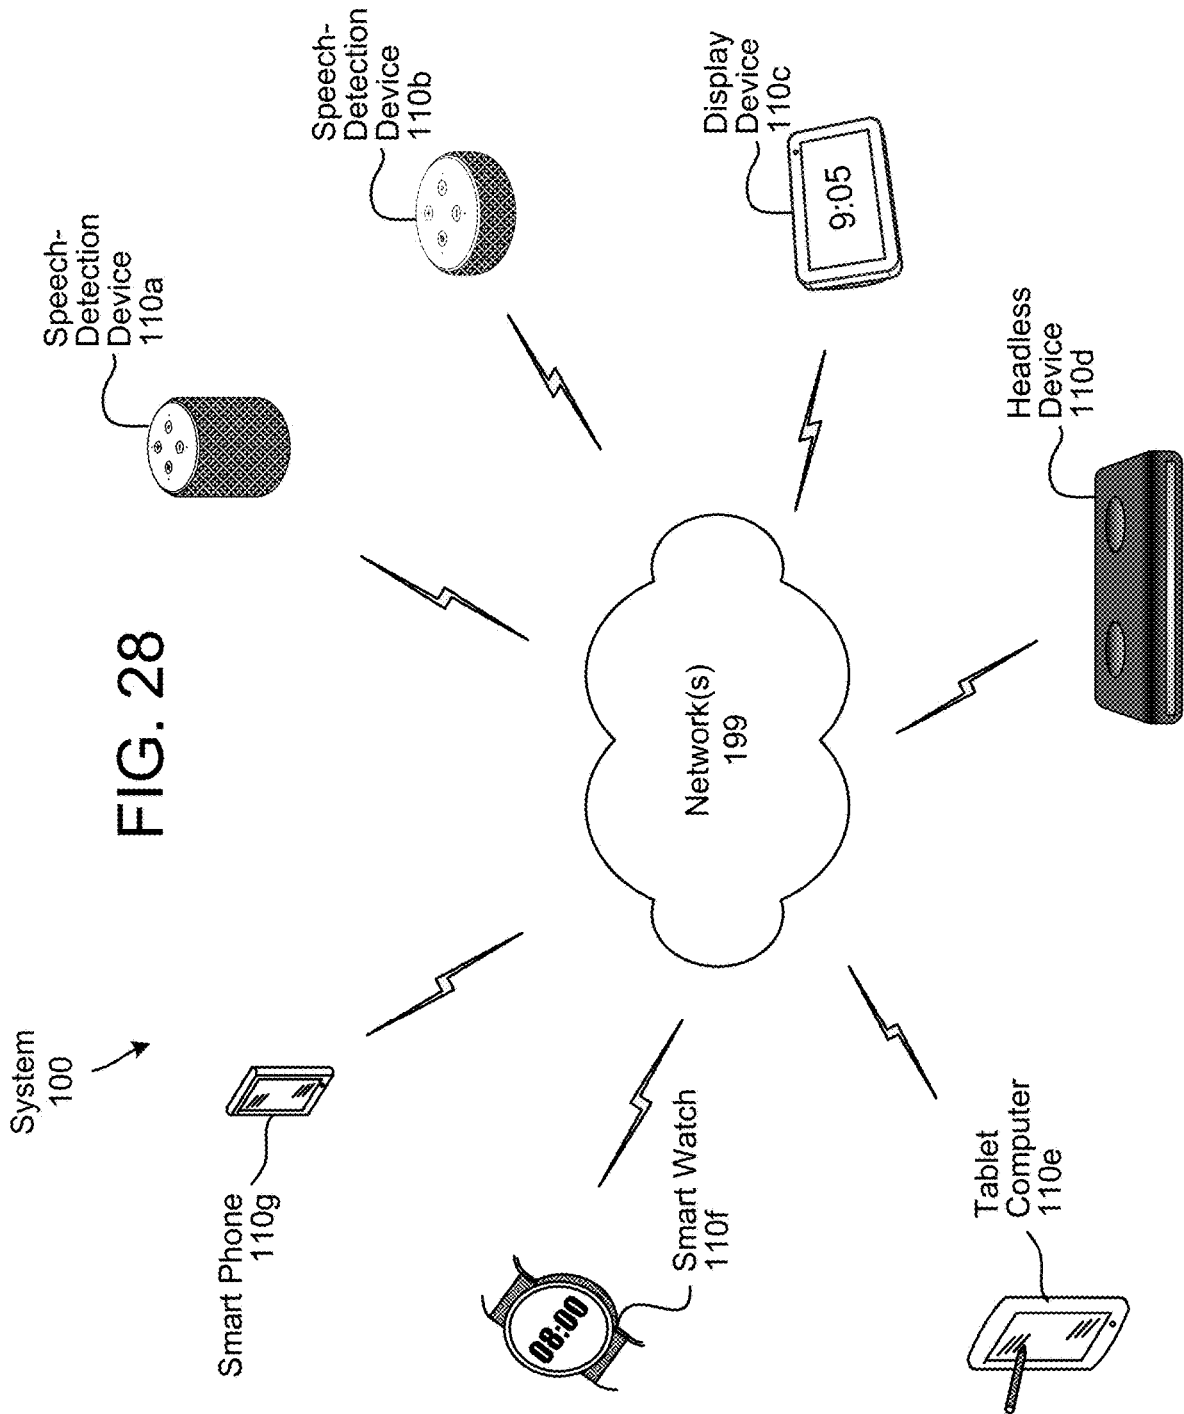 FIG. 28
System
100
Speech-
Detection
Device
110a
Speech-
Detection
Device
110b
Smart Phone
110g
Network(s)
199
Display
Device
110c
9:05
08:00
Smart Watch
110f
Tablet
Computer
110e
Headless
Device
110d